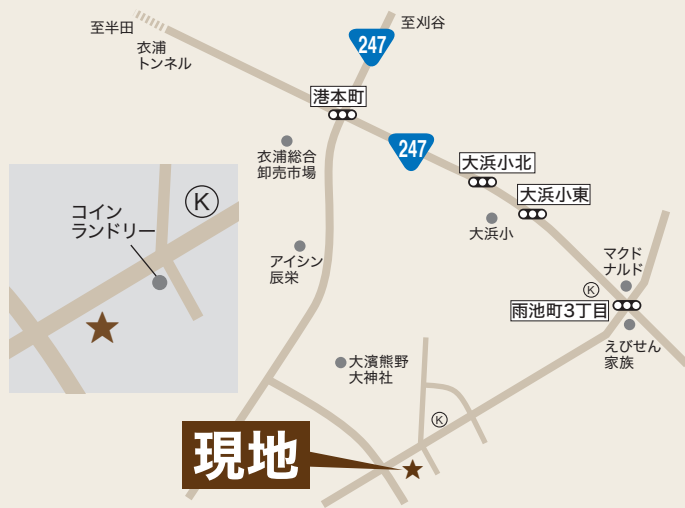 至半田
衣浦
トンネル
至刈谷
247
港本町
247
衣浦総合
卸売市場
大浜小北
大浜小東
大浜小
コイン
ランドリー
K
アイシン
辰栄
マクド
ナルド
K
雨池町3丁目
えびせん
家族
大濱熊野
大神社
K
現地